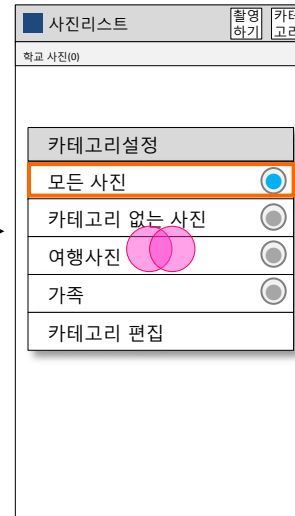 사진리스트
촬영
하기
카테
고리
학교 사진(0)
카테고리설정
모든 사진
카테고리 없는 사진
여행사진
가족
카테고리 편집